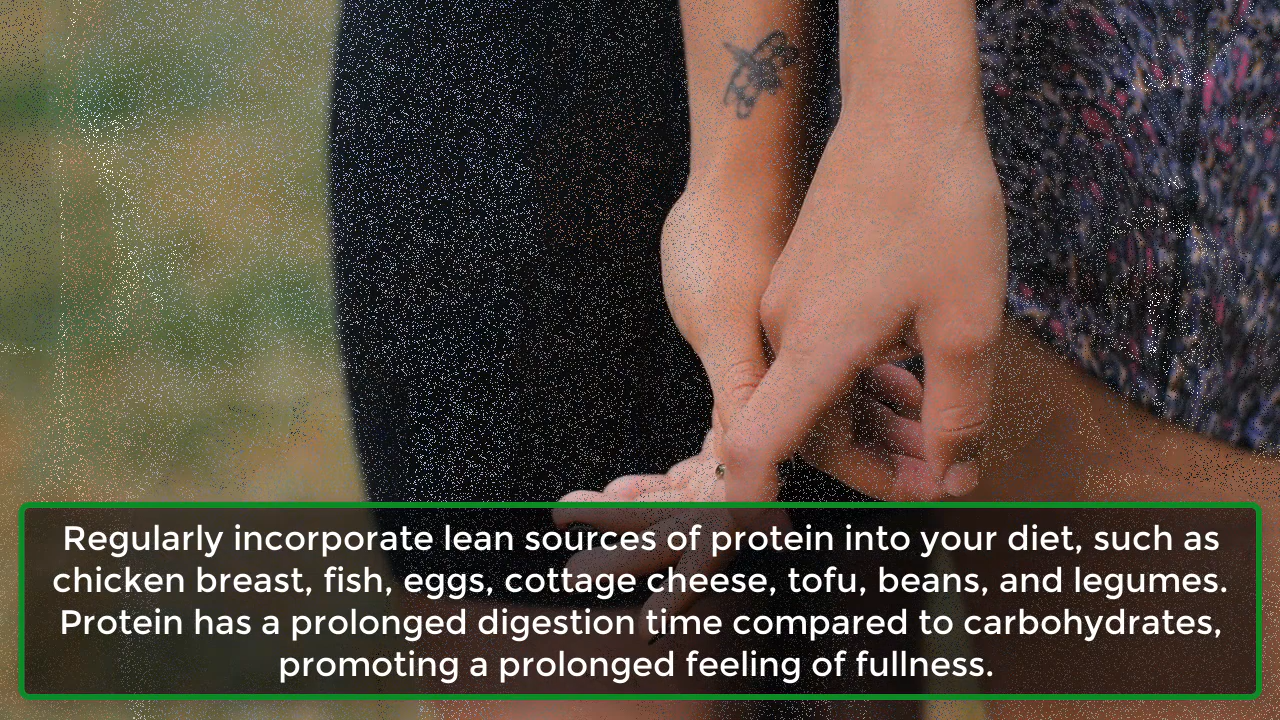 Regularly incorporate lean sources of protein into your diet, such as
chicken breast, fish, eggs, cottage cheese, tofu, beans, and legumes.
Protein has a prolonged digestion time compared to carbohydrates,
promoting a prolonged feeling of fullness.